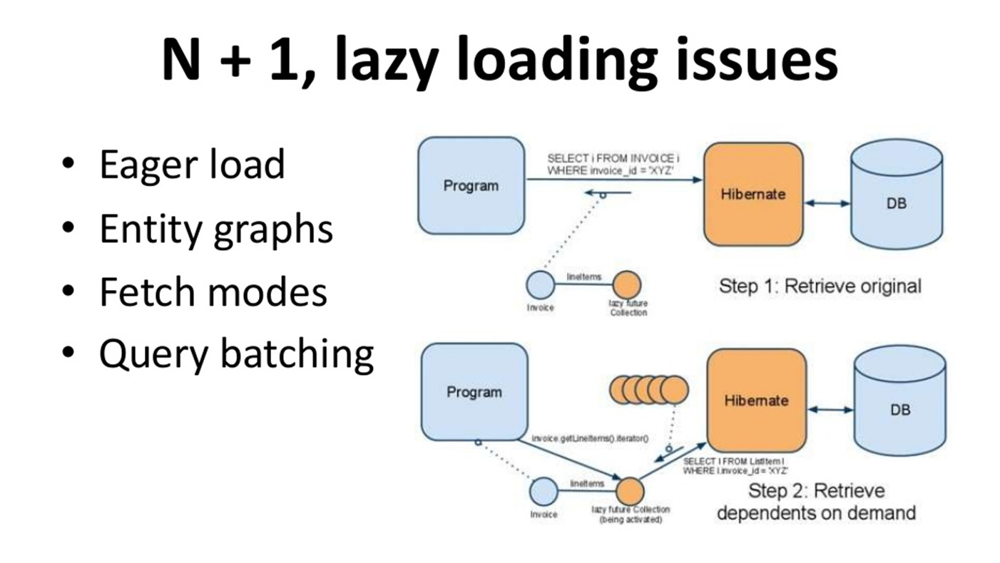 N + 1, lazy loading issues
• Eager load
• Entity graphs
• Fetch modes
• Query batching
Program
SELECT i FROM INVOICE i
WHERE invoice_id = 'XYZ'
Hibernate
DB
lineItems
Invoice
lazy future
Collection
Step 1: Retrieve original
Program
Hibernate
DB
invoice.getLineItems().iterator()
SELECT l FROM ListItem l
WHERE l.invoice_id = 'XYZ'
lineItems
Invoice
lazy future Collection
(being activated)
Step 2: Retrieve
dependents on demand